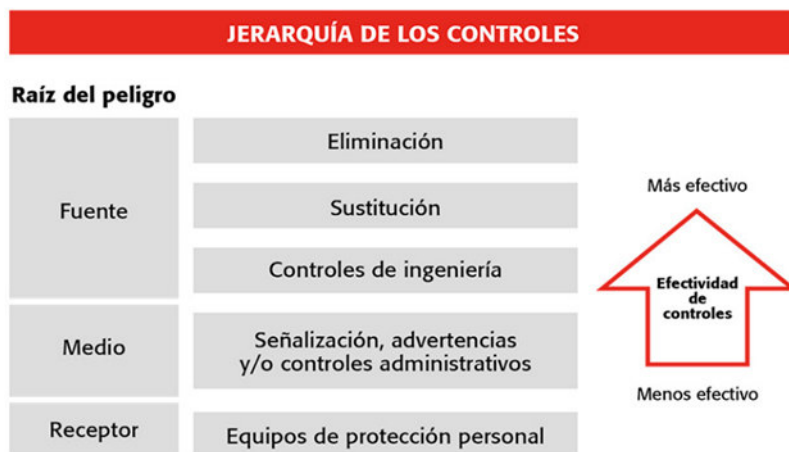 JERARQUÍA DE LOS CONTROLES
Raíz del peligro
Fuente
Eliminación
Sustitución
Controles de ingeniería
Medio
Señalización, advertencias
y/o controles administrativos
Receptor
Equipos de protección personal
Más efectivo
Efectividad
de
controles
Menos efectivo